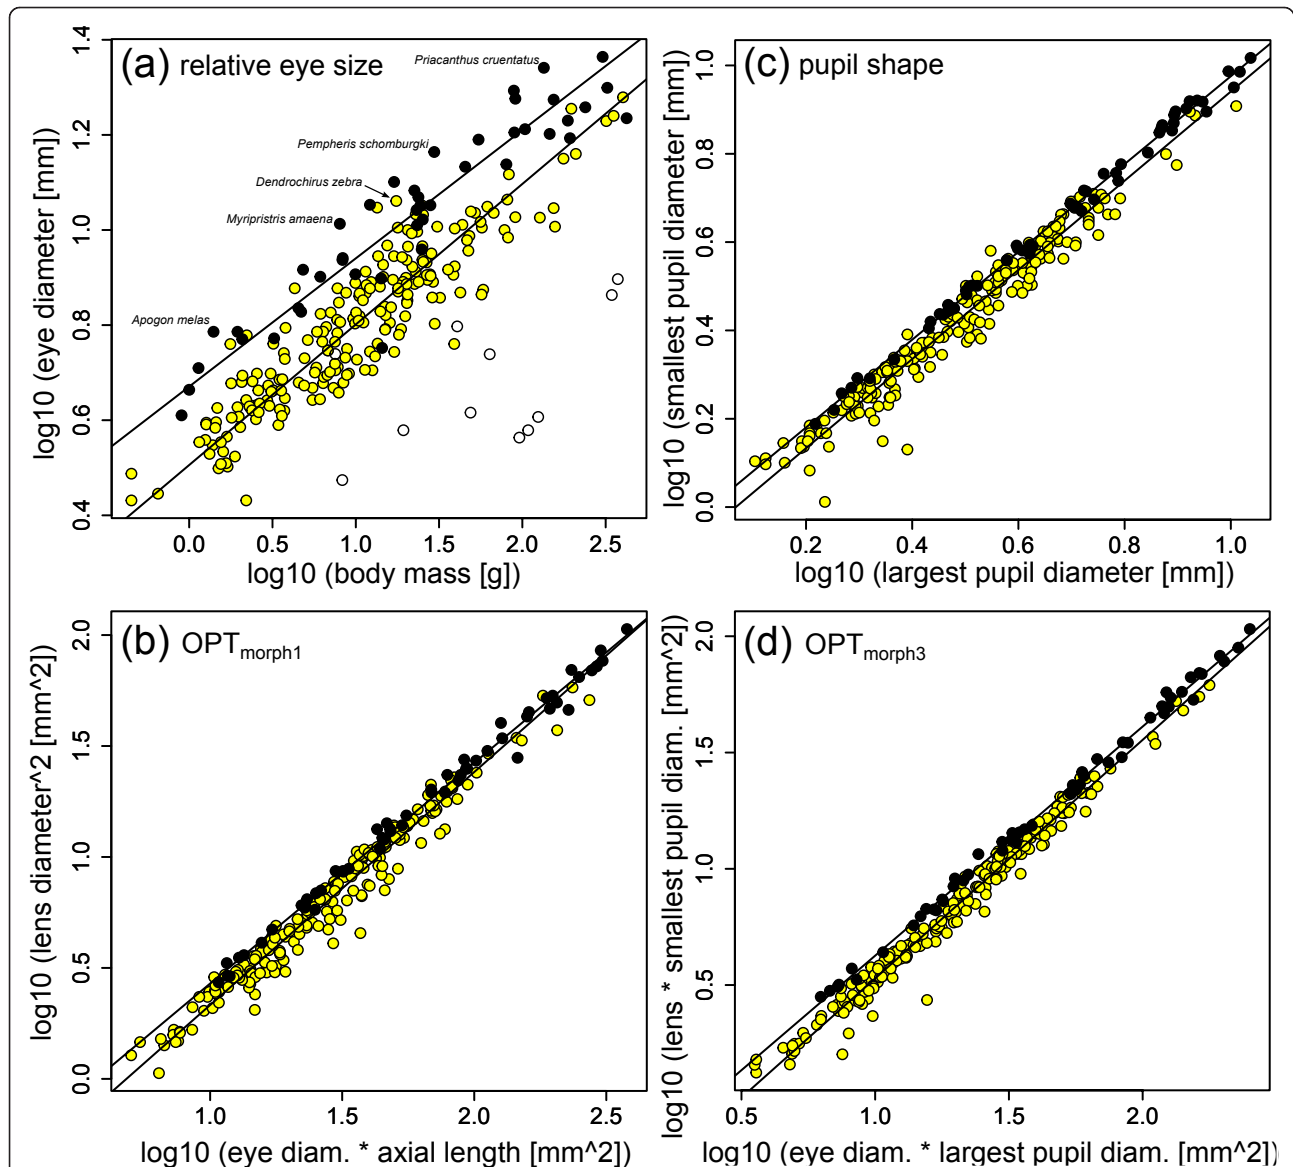 (a) relative eye size
Priacanthus cruentatus
Pempheris schomburgki
Dendrochirus zebra
Myripristris amaena
Apogon melas
log10 (eye diameter [mm])
0.4 0.6 0.8 1.0 1.2 1.4
0.0 0.5 1.0 1.5 2.0 2.5
log10 (body mass [g])
(c) pupil shape
log10 (smallest pupil diameter [mm])
0.0 0.2 0.4 0.6 0.8 1.0
0.2 0.4 0.6 0.8 1.0
log10 (largest pupil diameter [mm])
(b) OPTmorph1
log10 (lens diameter^2 [mm^2])
0.0 0.5 1.0 1.5 2.0
1.0 1.5 2.0 2.5
log10 (eye diam. * axial length [mm^2])
(d) OPTmorph3
log10 (lens * smallest pupil diam. [mm^2])
0.5 1.0 1.5 2.0
0.5 1.0 1.5 2.0
log10 (eye diam. * largest pupil diam. [mm^2])